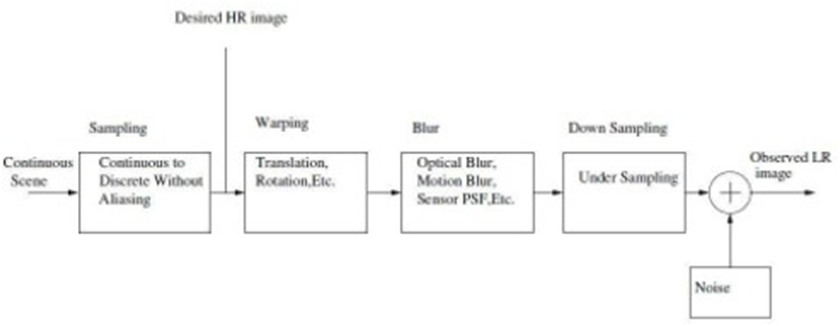 Desired HR image
Sampling
Warping
Blur
Down Sampling
Continuous
Scene
Continuous to
Discrete Without
Aliasing
Translation,
Rotation,Etc.
Optical Blur,
Motion Blur,
Sensor PSF,Etc.
Under Sampling
Observed LR
image
Noise